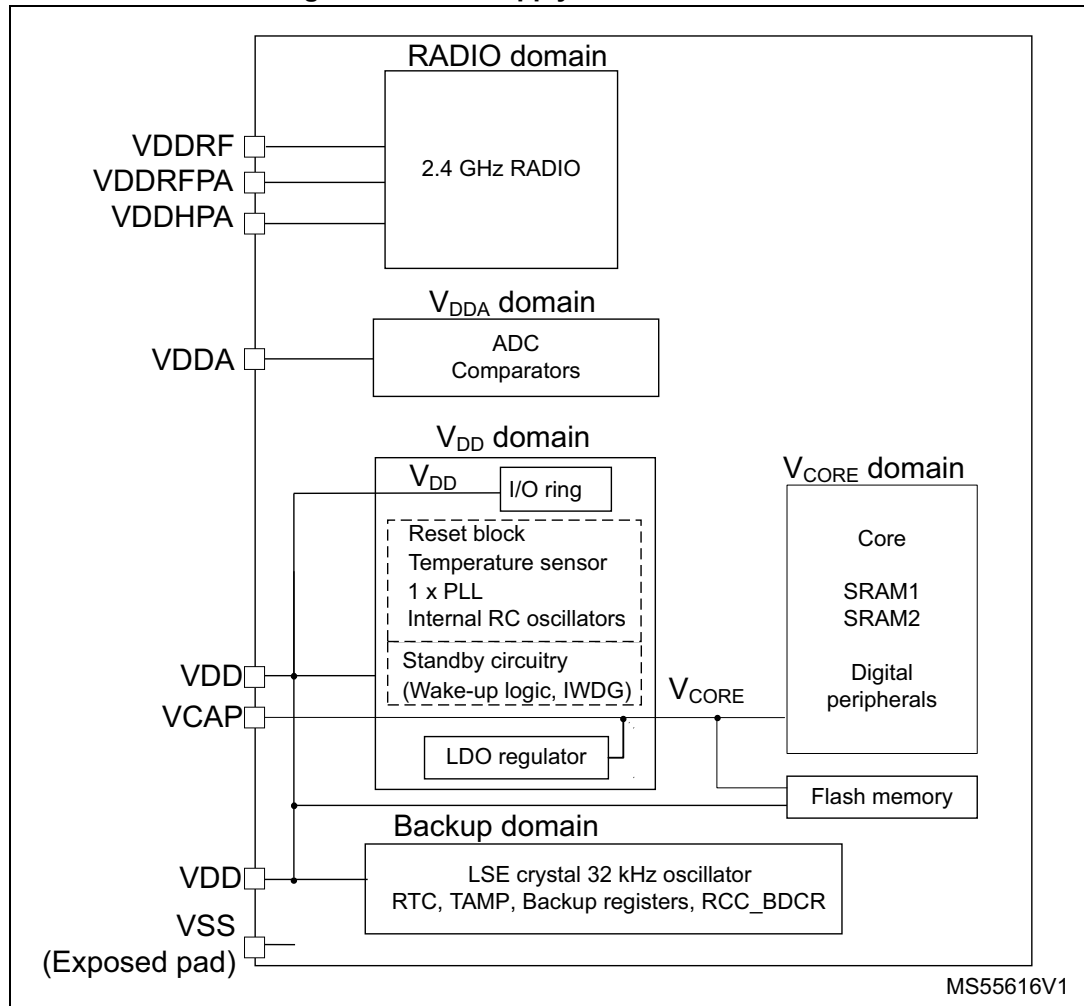 RADIO domain
VDDRF
VDDRFPA
VDDHPA
2.4 GHz RADIO
VDDA domain
VDDA
ADC
Comparators
VDD domain
VDD
I/O ring
Reset block
Temperature sensor
1 x PLL
Internal RC oscillators
Standby circuitry
(Wake-up logic, IWDG)
VDD
VCAP
LDO regulator
VCORE
VCORE domain
Core
SRAM1
SRAM2
Digital
peripherals
Flash memory
Backup domain
VDD
LSE crystal 32 kHz oscillator
RTC, TAMP, Backup registers, RCC_BDCR
VSS
(Exposed pad)
MS55616V1